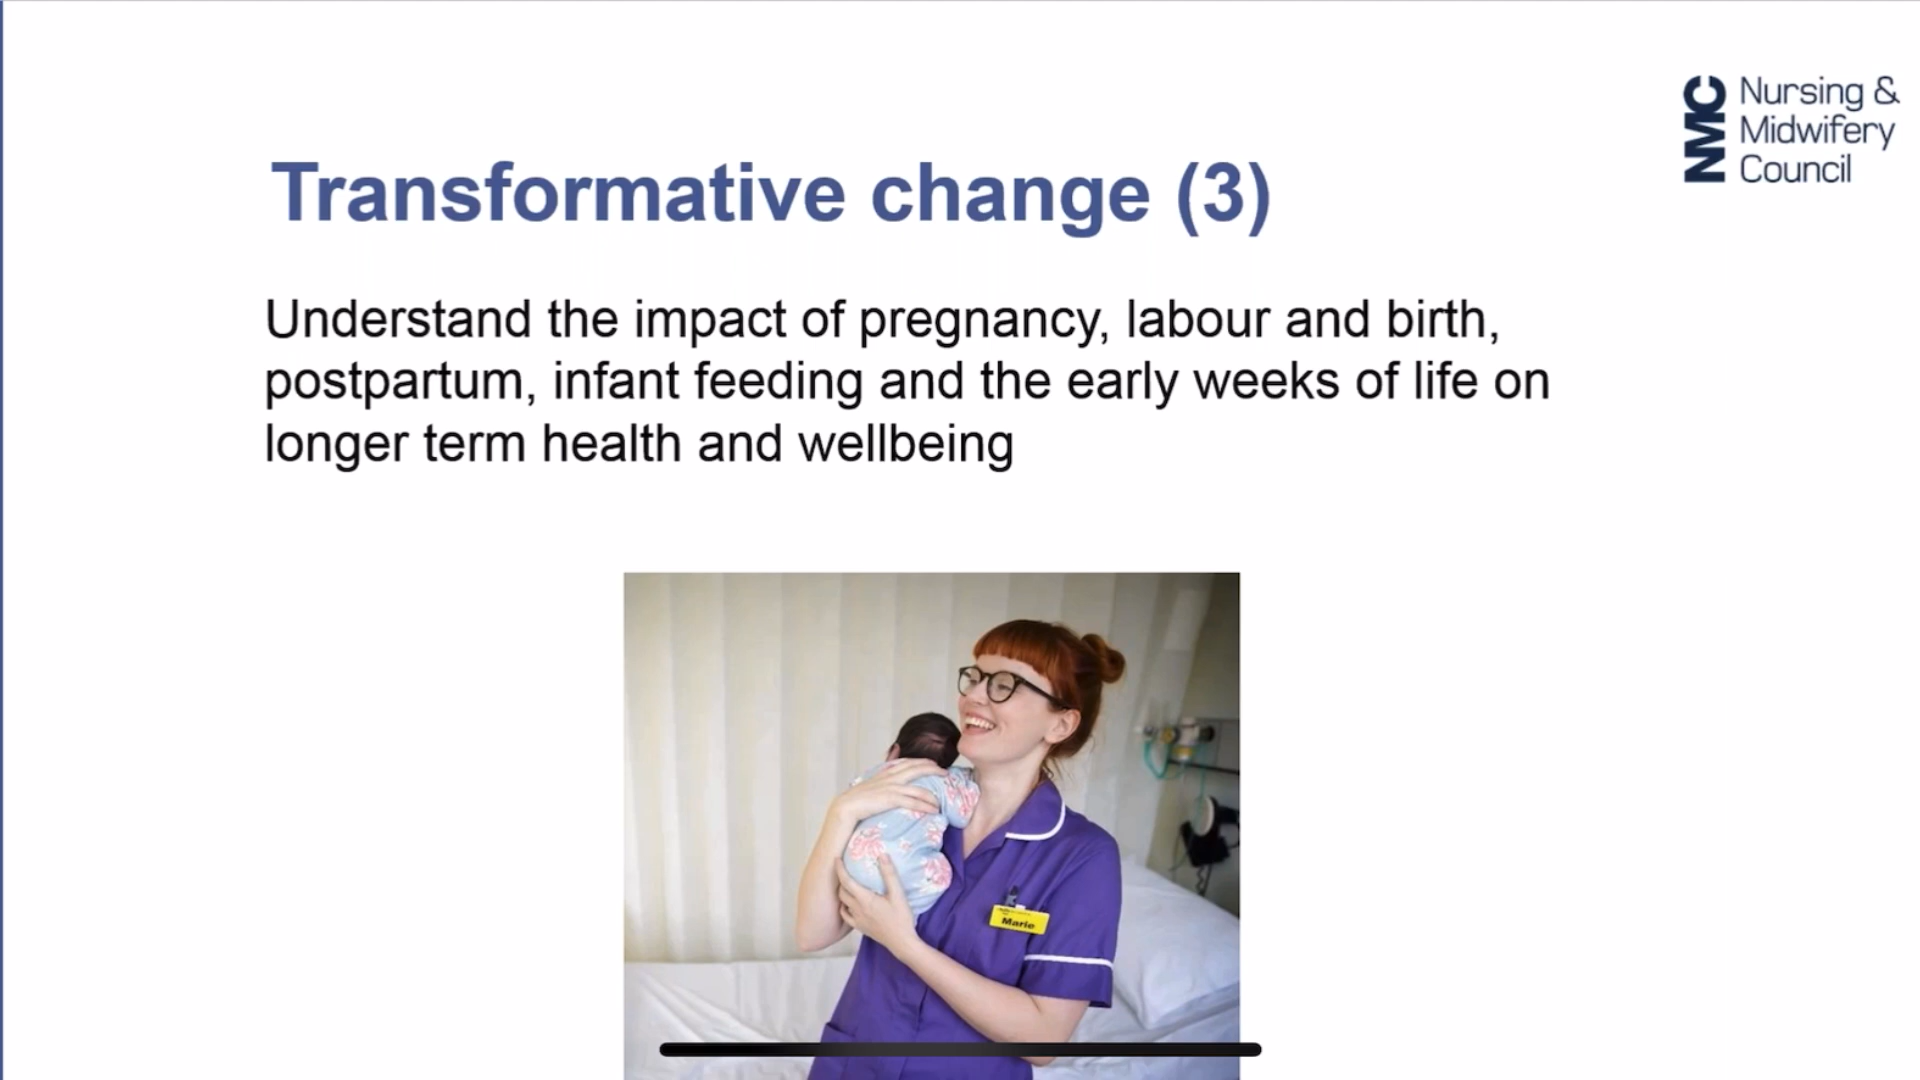 NMC
Nursing &
Midwifery
Council
Transformative change (3)
Understand the impact of pregnancy, labour and birth,
postpartum, infant feeding and the early weeks of life on
longer term health and wellbeing
Marie